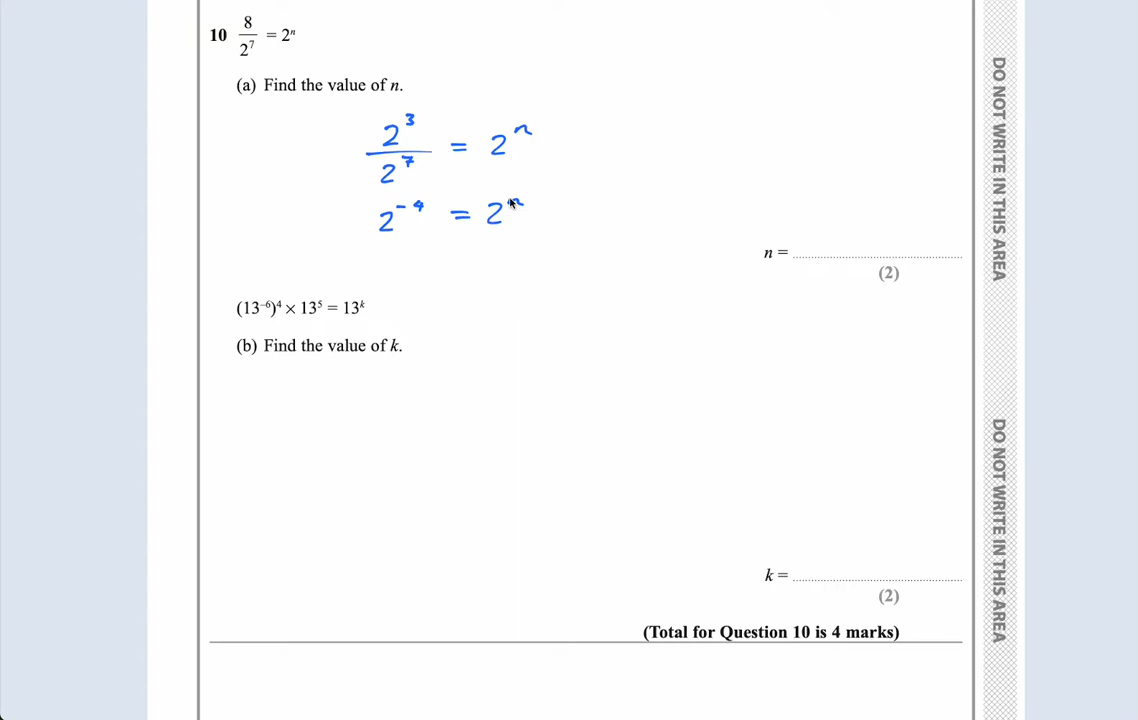 10 8/2⁷ = 2ⁿ
(a) Find the value of n.
2³/2⁷ = 2ⁿ
2⁻⁴ = 2ⁿ
n = ........................................
(2)
(13⁻⁶)⁴ × 13⁵ = 13ᵏ
(b) Find the value of k.
k = ........................................
(2)
(Total for Question 10 is 4 marks)
DO NOT WRITE IN THIS AREA
DO NOT WRITE IN THIS AREA